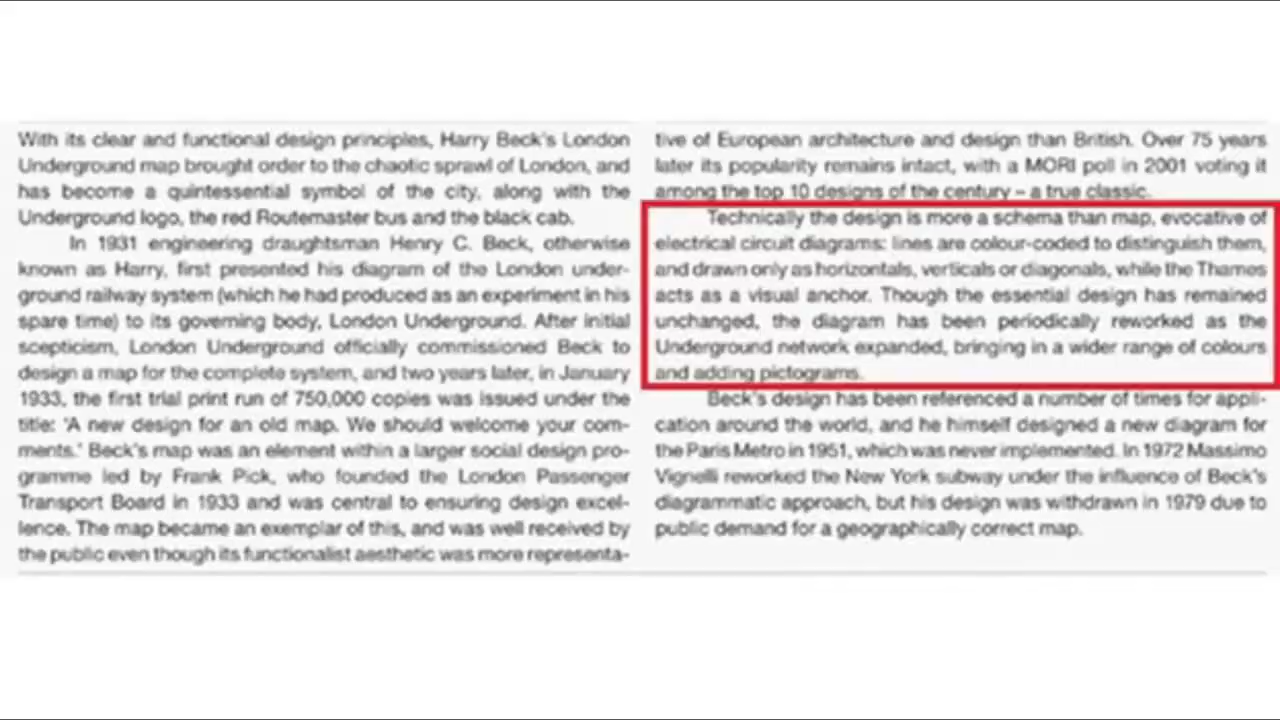 With its clear and functional design principles, Harry Beck's London
Underground map brought order to the chaotic sprawl of London, and
has become a quintessential symbol of the city, along with the
Underground logo, the red Routemaster bus and the black cab.
In 1931 engineering draughtsman Henry C. Beck, otherwise
known as Harry, first presented his diagram of the London under-
ground railway system (which he had produced as an experiment in his
spare time) to its governing body, London Underground. After initial
scepticism, London Underground officially commissioned Beck to
design a map for the complete system, and two years later, in January
1933, the first trial print run of 750,000 copies was issued under the
title: 'A new design for an old map. We should welcome your com-
ments.' Beck's map was an element within a larger social design pro-
gramme led by Frank Pick, who founded the London Passenger
Transport Board in 1933 and was central to ensuring design excel-
lence. The map became an exemplar of this, and was well received by
the public even though its functionalist aesthetic was more representa-
tive of European architecture and design than British. Over 75 years
later its popularity remains intact, with a MORI poll in 2001 voting it
among the top 10 designs of the century – a true classic.
Technically the design is more a schema than map, evocative of
electrical circuit diagrams: lines are colour-coded to distinguish them,
and drawn only as horizontals, verticals or diagonals, while the Thames
acts as a visual anchor. Though the essential design has remained
unchanged, the diagram has been periodically reworked as the
Underground network expanded, bringing in a wider range of colours
and adding pictograms.
Beck's design has been referenced a number of times for appli-
cation around the world, and he himself designed a new diagram for
the Paris Metro in 1951, which was never implemented. In 1972 Massimo
Vignelli reworked the New York subway under the influence of Beck's
diagrammatic approach, but his design was withdrawn in 1979 due to
public demand for a geographically correct map.